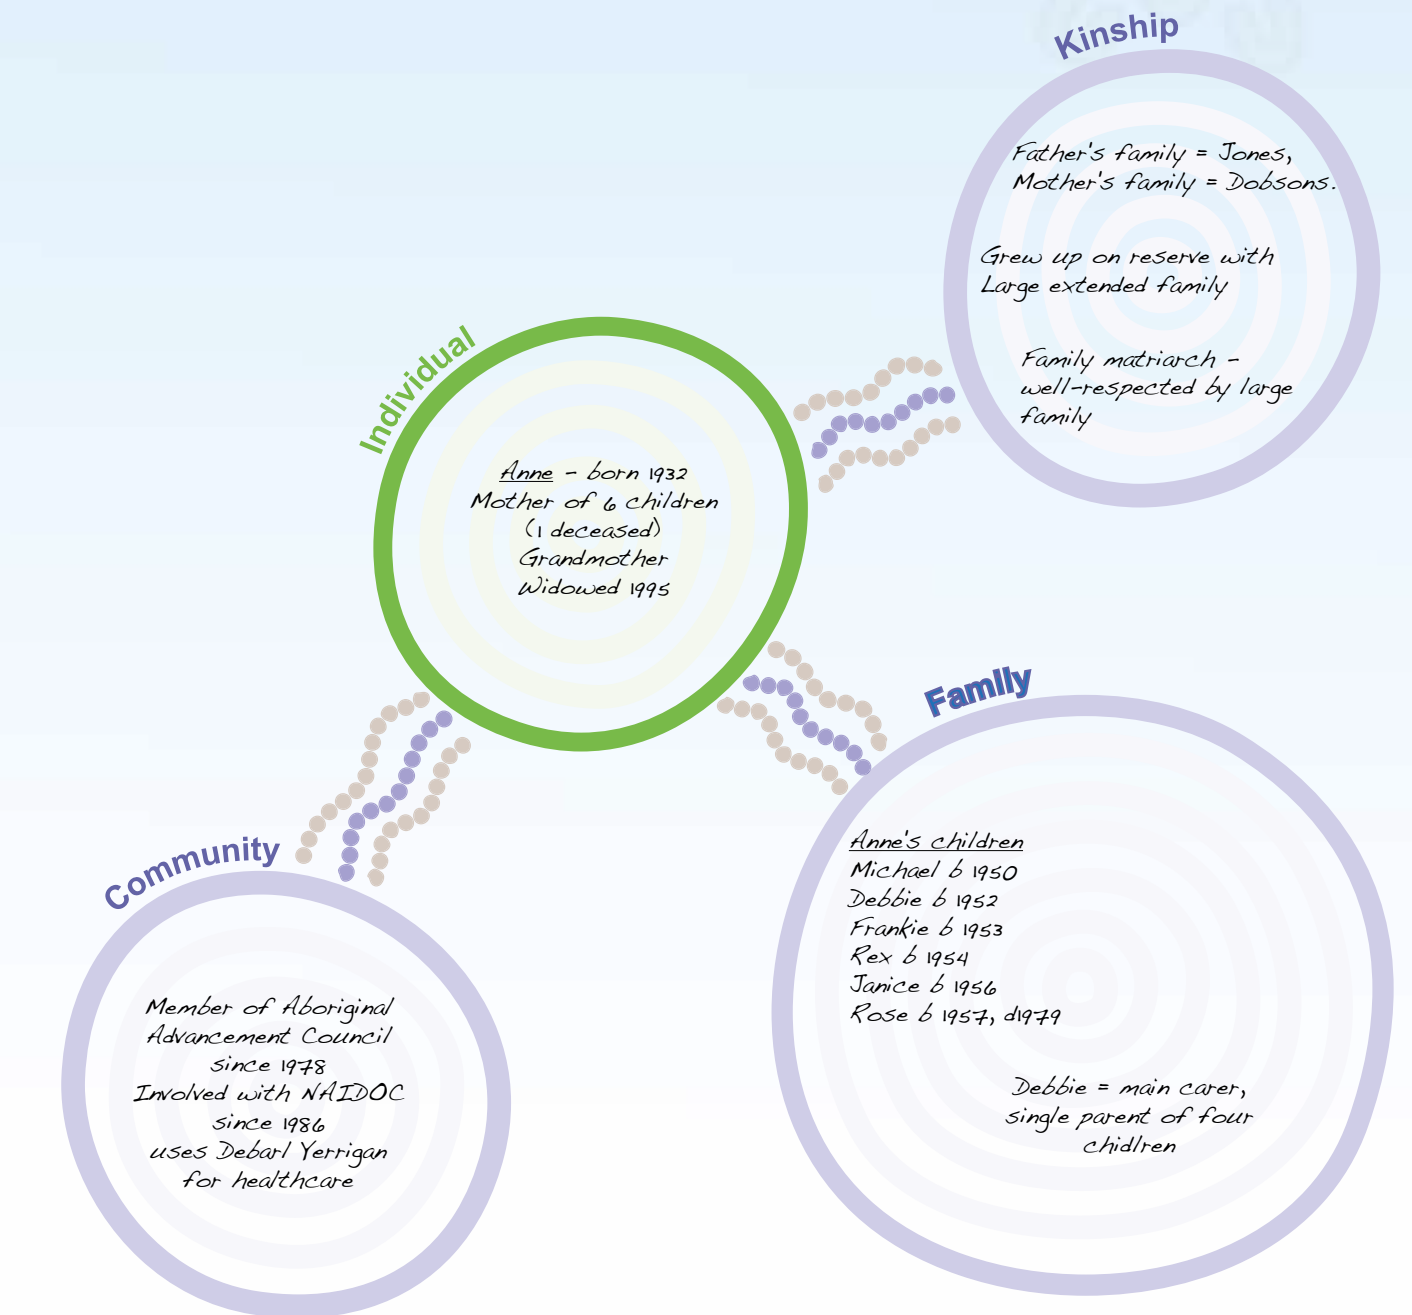 Kinship
Father's family = Jones,
Mother's family = Dobsons.
Grew up on reserve with
Large extended family
Family matriarch -
well-respected by large
family
Individual
Anne - born 1932
Mother of 6 children
(1 deceased)
Grandmother
Widowed 1995
Family
Anne's children
Michael b 1950
Debbie b 1952
Frankie b 1953
Rex b 1954
Janice b 1956
Rose b 1957, d1979
Debbie = main carer,
single parent of four
chidlren
Community
Member of Aboriginal
Advancement Council
since 1978
Involved with NAIDOC
since 1986
uses Debarl Yerrigan
for healthcare